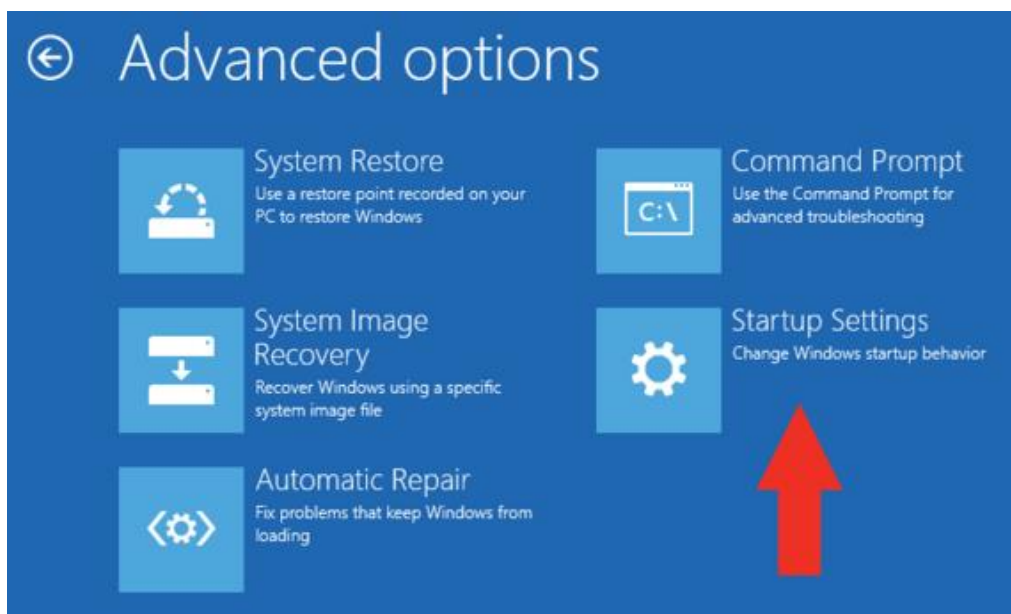 Advanced options
System Restore
Use a restore point recorded on your
PC to restore Windows
System Image
Recovery
Recover Windows using a specific
system image file
Automatic Repair
Fix problems that keep Windows from
loading
C:\
Command Prompt
Use the Command Prompt for
advanced troubleshooting
Startup Settings
Change Windows startup behavior